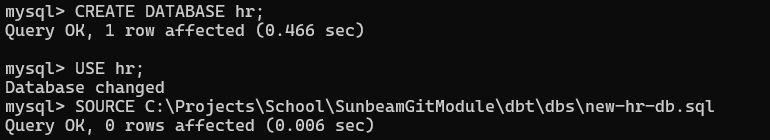 mysql> CREATE DATABASE hr;
Query OK, 1 row affected (0.466 sec)
mysql> USE hr;
Database changed
mysql> SOURCE C:\Projects\School\SunbeamGitModule\dbt\dbs\new-hr-db.sql
Query OK, 0 rows affected (0.006 sec)